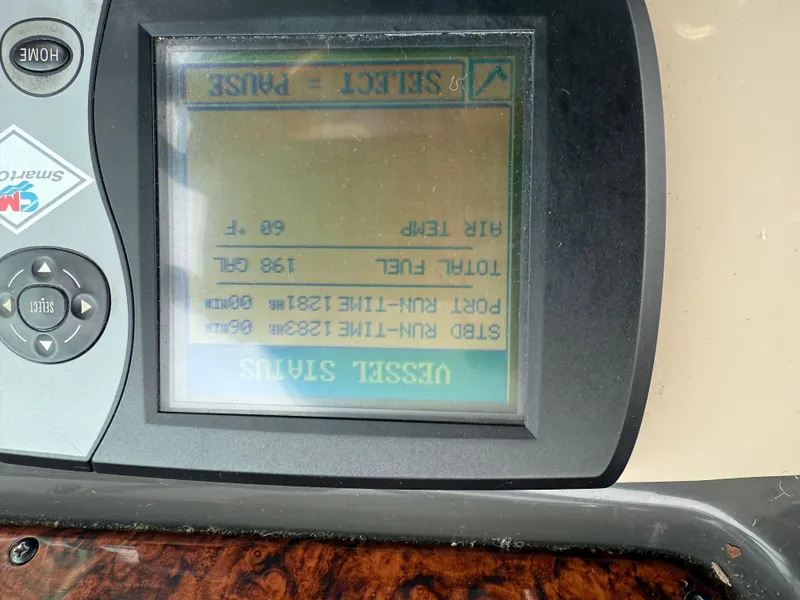 VESSEL STATUS
STBD RUN-TIME 1283HR 06MIN
PORT RUN-TIME 1281HR 00MIN
TOTAL FUEL 198 GAL
AIR TEMP 60 °F
SELECT = PAUSE
SELECT
CM
HOME